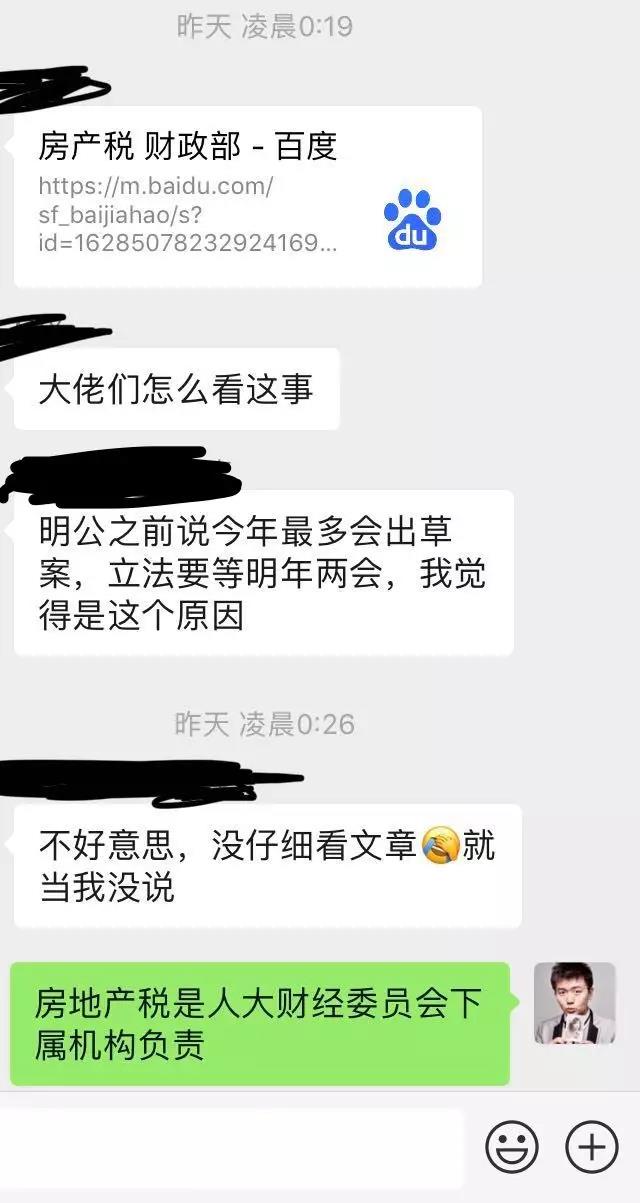 昨天 凌晨0:19
房产税 财政部 - 百度
https://m.baidu.com/
sf_baijiahao/s?
id=16285078232924169...
du
大佬们怎么看这事
明公之前说今年最多会出草
案，立法要等明年两会，我觉
得是这个原因
昨天 凌晨0:26
不好意思，没仔细看文章🤦就
当我没说
房地产税是人大财经委员会下
属机构负责